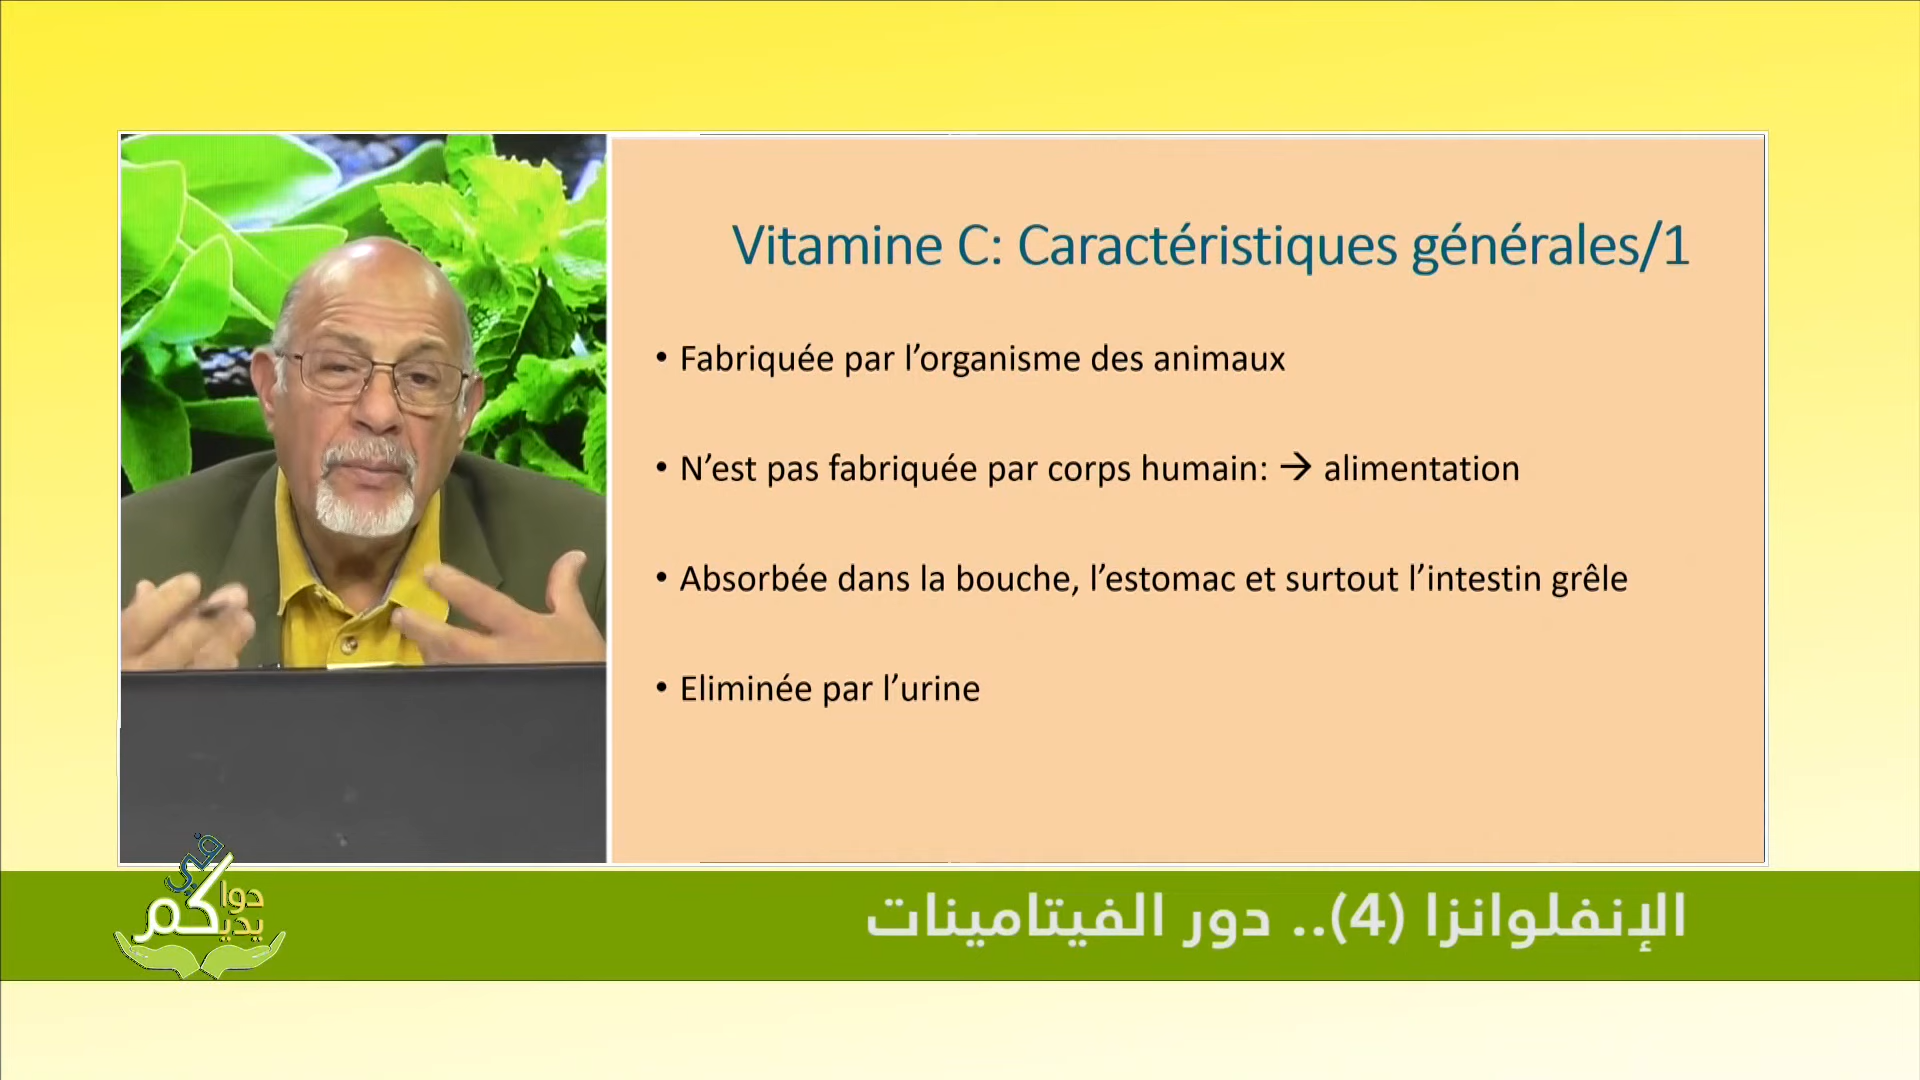 Vitamine C: Caractéristiques générales/1
• Fabriquée par l’organisme des animaux
• N’est pas fabriquée par corps humain: → alimentation
• Absorbée dans la bouche, l’estomac et surtout l’intestin grêle
• Eliminée par l’urine
الإنفلوانزا (4).. دور الفيتامينات
دوا
في
يديكم